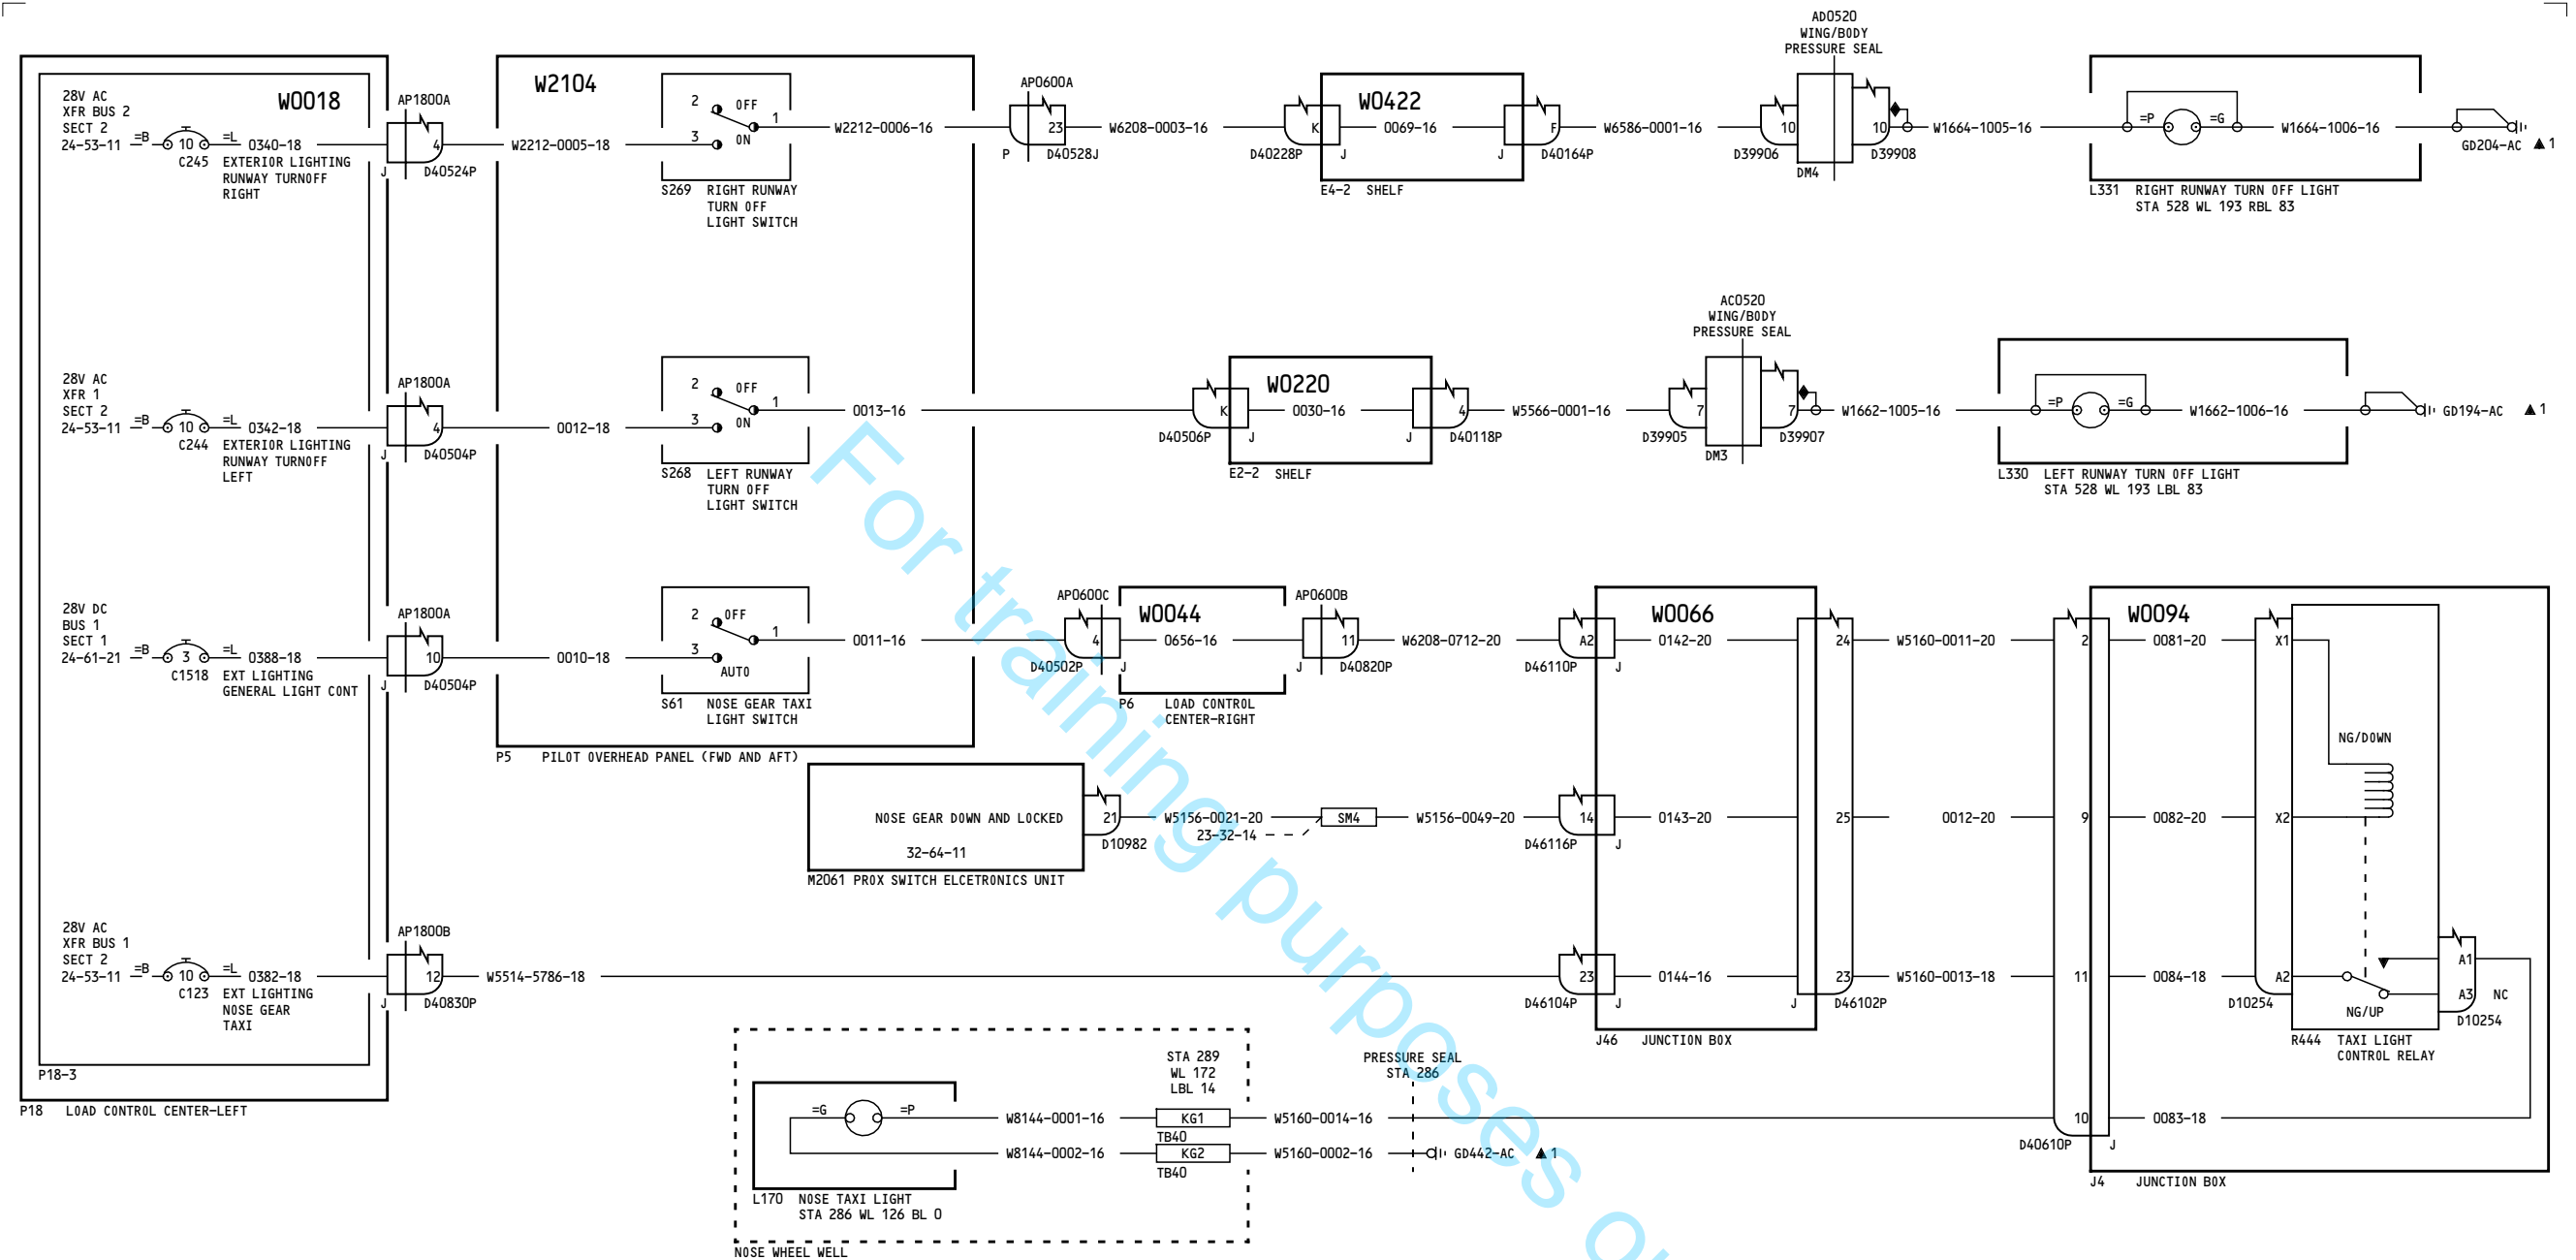 28V AC
XFR BUS 2
SECT 2
24-53-11
=B
10
=L
0340-18
C245
EXTERIOR LIGHTING
RUNWAY TURNOFF
RIGHT
W0018
AP1800A
4
J
D40524P
W2212-0005-18
W2104
2
OFF
3
ON
1
S269 RIGHT RUNWAY
TURN OFF
LIGHT SWITCH
W2212-0006-16
AP0600A
23
P
D40528J
W6208-0003-16
K
D40228P
J
W0422
0069-16
E4-2 SHELF
J
F
D40164P
W6586-0001-16
10
D39906
AD0520
WING/BODY
PRESSURE SEAL
DM4
10
D39908
W1664-1005-16
=P
=G
W1664-1006-16
L331 RIGHT RUNWAY TURN OFF LIGHT
STA 528 WL 193 RBL 83
GD204-AC
1
28V AC
XFR 1
SECT 2
24-53-11
=B
10
=L
0342-18
C244
EXTERIOR LIGHTING
RUNWAY TURNOFF
LEFT
AP1800A
4
J
D40504P
0012-18
2
OFF
3
ON
1
S268 LEFT RUNWAY
TURN OFF
LIGHT SWITCH
0013-16
K
D40506P
J
W0220
0030-16
E2-2 SHELF
J
4
D40118P
W5566-0001-16
7
D39905
AC0520
WING/BODY
PRESSURE SEAL
DM3
7
D39907
W1662-1005-16
=P
=G
W1662-1006-16
L330 LEFT RUNWAY TURN OFF LIGHT
STA 528 WL 193 LBL 83
GD194-AC
1
28V DC
BUS 1
SECT 1
24-61-21
=B
3
=L
0388-18
C1518
EXT LIGHTING
GENERAL LIGHT CONT
AP1800A
10
J
D40504P
0010-18
2
OFF
3
AUTO
1
S61 NOSE GEAR TAXI
LIGHT SWITCH
0011-16
P5 PILOT OVERHEAD PANEL (FWD AND AFT)
AP0600C
4
D40502P
J
W0044
0656-16
P6 LOAD CONTROL
CENTER-RIGHT
AP0600B
11
J
D40820P
W6208-0712-20
A2
D46110P
J
W0066
0142-20
24
W5160-0011-20
2
W0094
0081-20
X1
NG/DOWN
NOSE GEAR DOWN AND LOCKED
32-64-11
M2061 PROX SWITCH ELCETRONICS UNIT
21
D10982
W5156-0021-20
23-32-14
SM4
W5156-0049-20
14
D46116P
J
0143-20
25
0012-20
9
0082-20
X2
28V AC
XFR BUS 1
SECT 2
24-53-11
=B
10
=L
0382-18
C123
EXT LIGHTING
NOSE GEAR
TAXI
P18-3
P18 LOAD CONTROL CENTER-LEFT
AP1800B
12
J
D40830P
W5514-5786-18
23
D46104P
J
0144-16
23
J
D46102P
J46 JUNCTION BOX
W5160-0013-18
11
0084-18
A2
D10254
NG/UP
A1
A3
NC
D10254
R444 TAXI LIGHT
CONTROL RELAY
=G
=P
L170 NOSE TAXI LIGHT
STA 286 WL 126 BL 0
NOSE WHEEL WELL
W8144-0001-16
W8144-0002-16
STA 289
WL 172
LBL 14
KG1
TB40
KG2
TB40
W5160-0014-16
W5160-0002-16
PRESSURE SEAL
STA 286
GD442-AC
1
10
D40610P
J
0083-18
J4 JUNCTION BOX
For training purposes